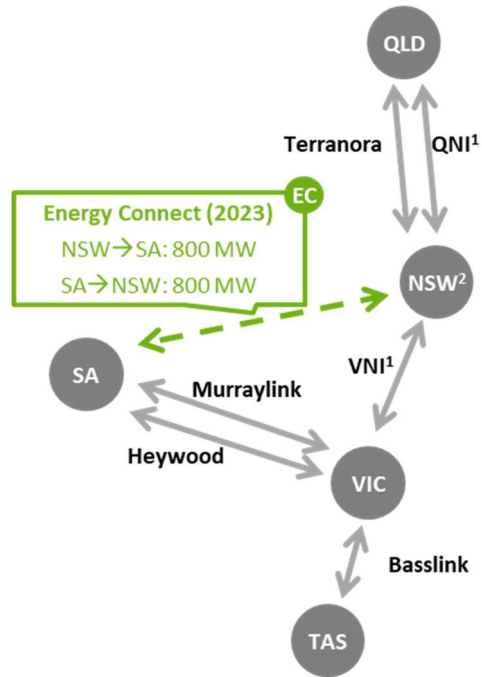 QLD
Terranora
QNI¹
EC
Energy Connect (2023)
NSW→SA: 800 MW
SA→NSW: 800 MW
NSW²
SA
VNI¹
Murraylink
Heywood
VIC
Basslink
TAS